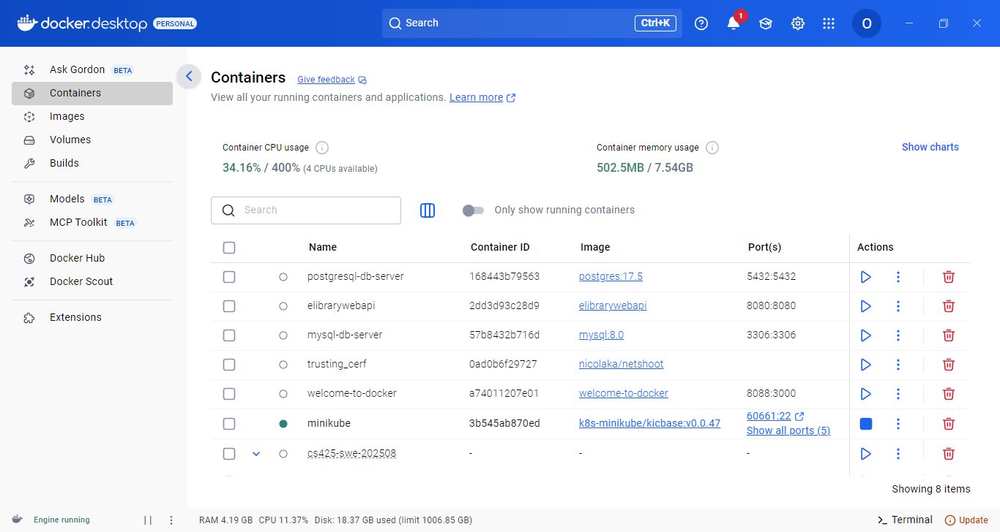 docker.desktop PERSONAL
Search Ctrl+K
1
O
Ask Gordon BETA
Containers
Images
Volumes
Builds
Models BETA
MCP Toolkit BETA
Docker Hub
Docker Scout
Extensions
Containers Give feedback
View all your running containers and applications. Learn more
Container CPU usage
34.16% / 400% (4 CPUs available)
Container memory usage
502.5MB / 7.54GB
Show charts
Search
Only show running containers
Name Container ID Image Port(s) Actions
postgresql-db-server 168443b79563 postgres:17.5 5432:5432
elibrarywebapi 2dd3d93c28d9 elibrarywebapi 8080:8080
mysql-db-server 57b8432b716d mysql:8.0 3306:3306
trusting_cerf 0ad0b6f29727 nicolaka/netshoot
welcome-to-docker a74011207e01 welcome-to-docker 8088:3000
minikube 3b545ab870ed k8s-minikube/kicbase:v0.0.47 60661:22
Show all ports (5)
cs425-swe-202508 - - -
Showing 8 items
Engine running
RAM 4.19 GB CPU 11.37% Disk: 18.37 GB used (limit 1006.85 GB)
Terminal
Update